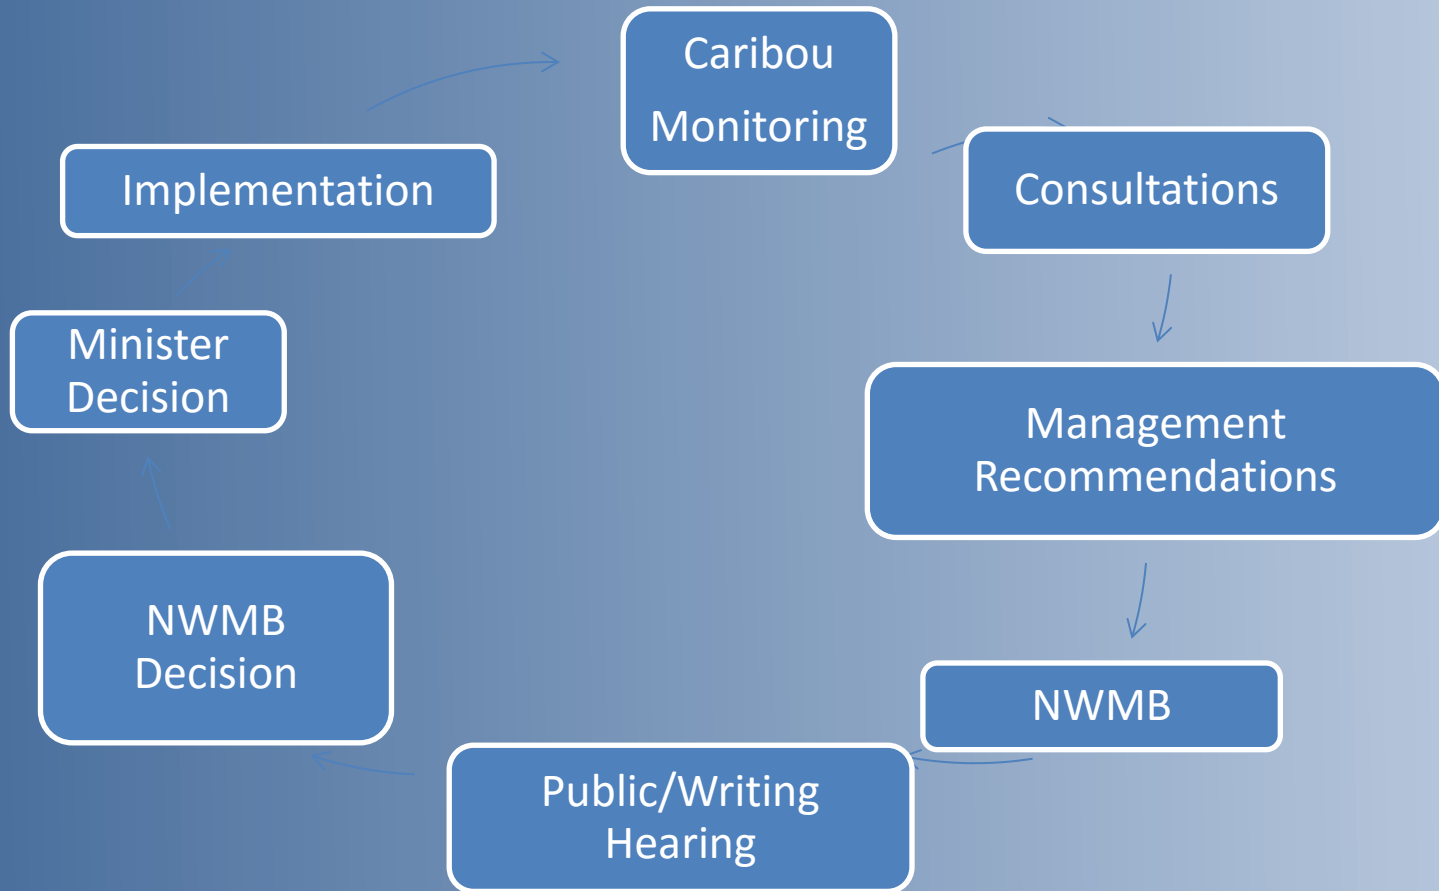 Caribou
Monitoring
Consultations
Management
Recommendations
NWMB
Public/Writing
Hearing
NWMB
Decision
Minister
Decision
Implementation